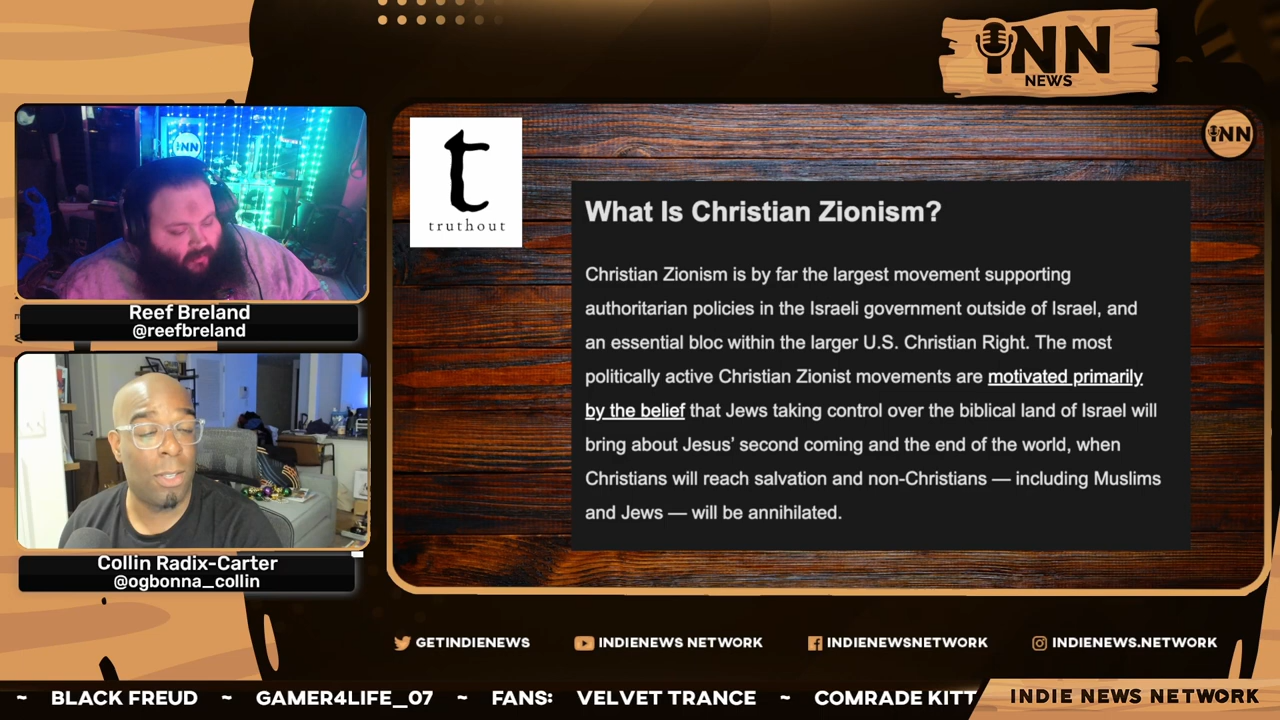 INN
NEWS
INN
INN
t
truthout
What Is Christian Zionism?
Christian Zionism is by far the largest movement supporting
authoritarian policies in the Israeli government outside of Israel, and
an essential bloc within the larger U.S. Christian Right. The most
politically active Christian Zionist movements are motivated primarily
by the belief that Jews taking control over the biblical land of Israel will
bring about Jesus’ second coming and the end of the world, when
Christians will reach salvation and non-Christians — including Muslims
and Jews — will be annihilated.
Reef Breland
@reefbreland
Collin Radix-Carter
@ogbonna_collin
GETINDIENEWS
INDIENEWS NETWORK
INDIENEWSNETWORK
INDIENEWS.NETWORK
~ BLACK FREUD ~ GAMER4LIFE_07 ~ FANS: VELVET TRANCE ~ COMRADE KITT
INDIE NEWS NETWORK